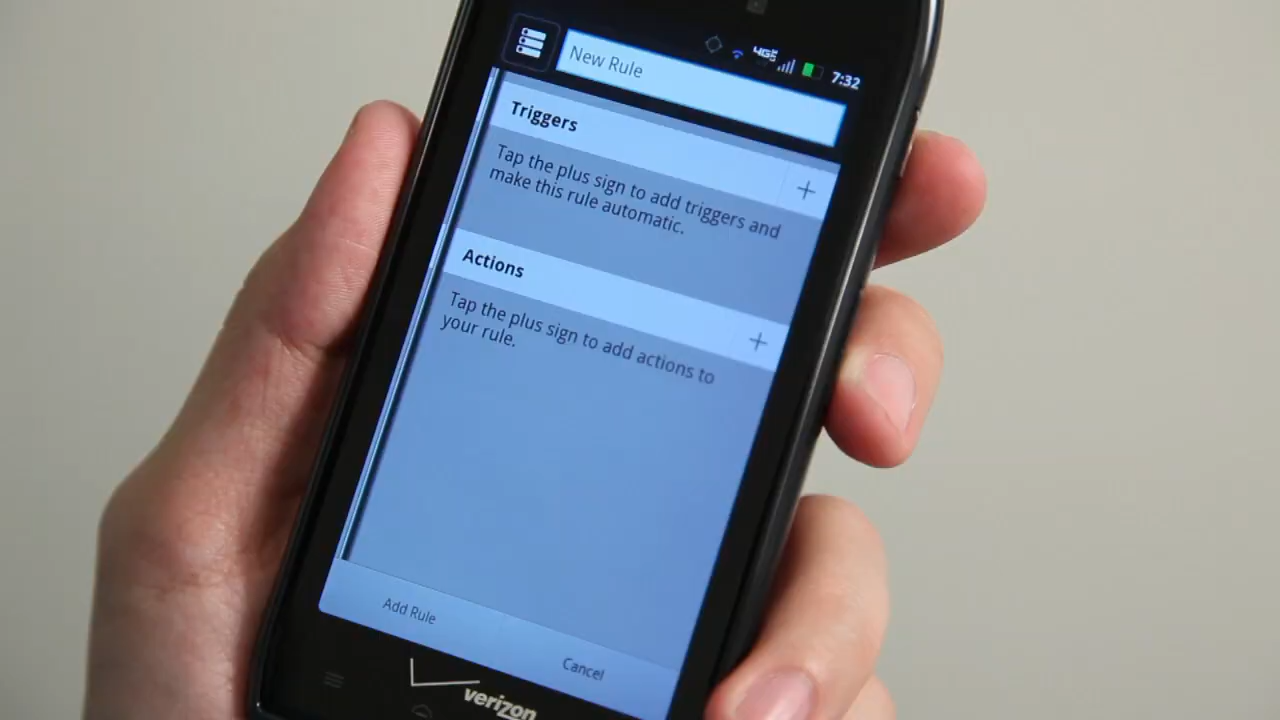 4G
7:32
New Rule
Triggers
Tap the plus sign to add triggers and
make this rule automatic.
Actions
Tap the plus sign to add actions to
your rule.
Add Rule
Cancel
verizon